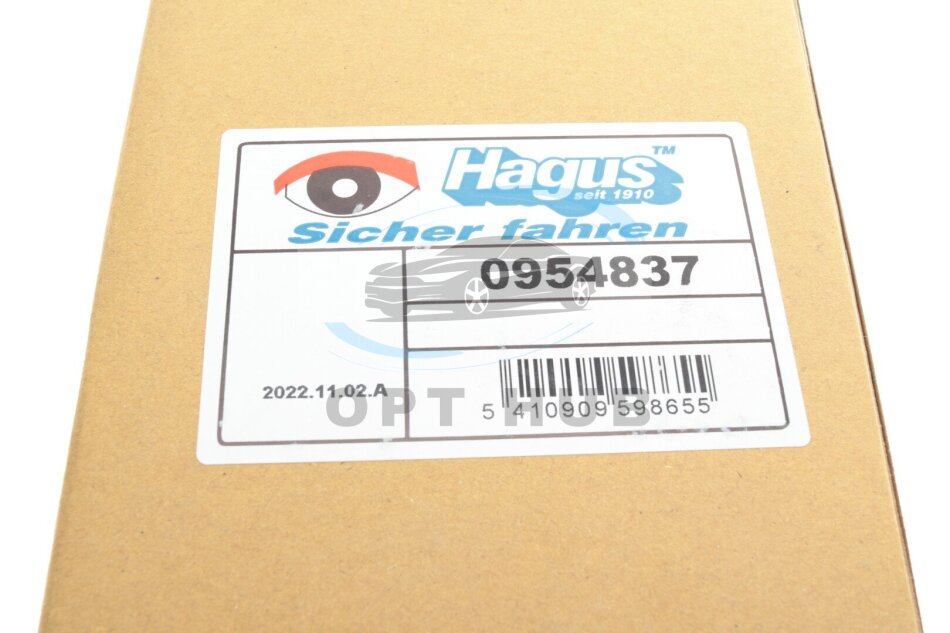 Hagus™
seit 1910
Sicher fahren
0954837
2022.11.02.A
OPT HUB
5 410909 598655